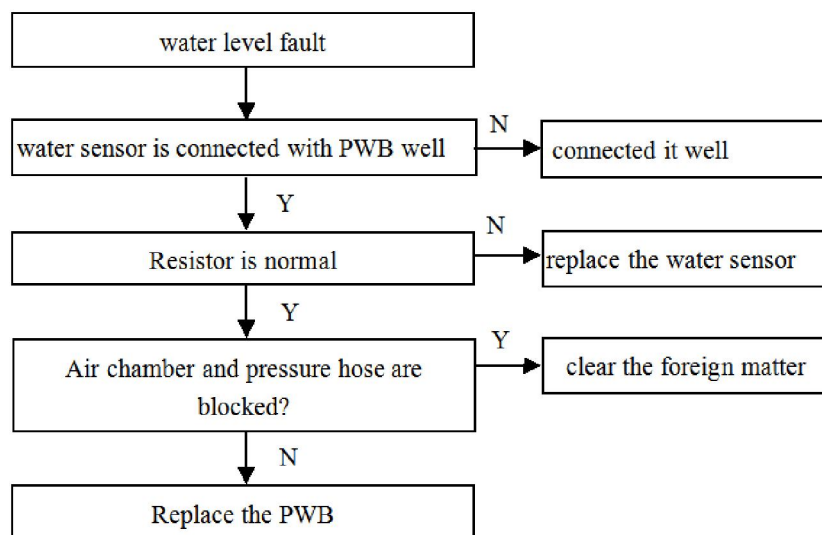 water level fault
water sensor is connected with PWB well
N
connected it well
Y
Resistor is normal
N
replace the water sensor
Y
Air chamber and pressure hose are
blocked?
Y
clear the foreign matter
N
Replace the PWB